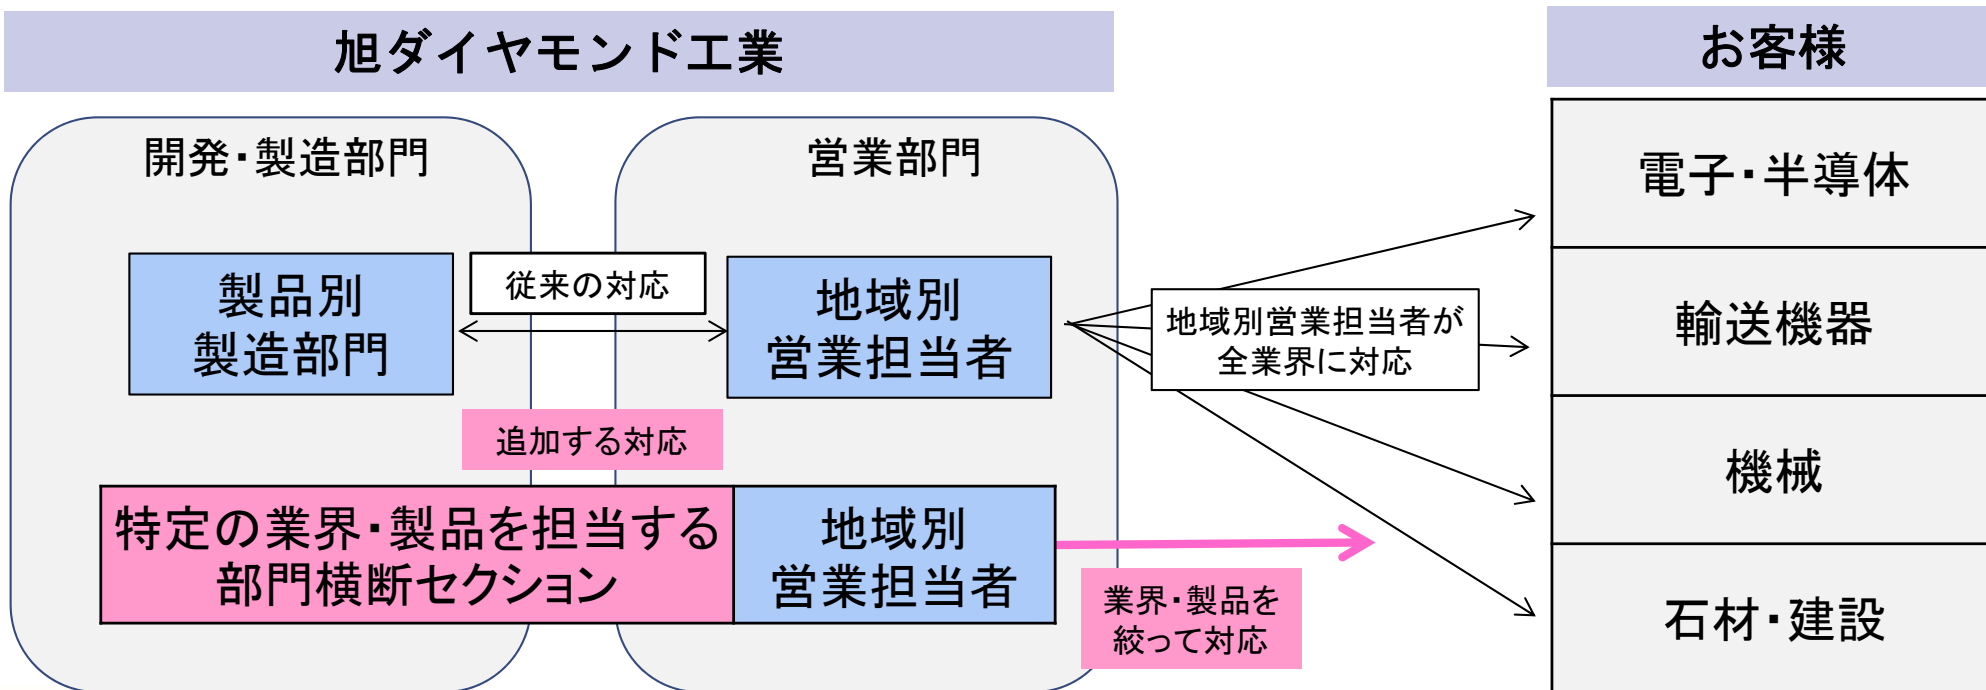 旭ダイヤモンド工業
お客様
開発・製造部門
営業部門
製品別
製造部門
従来の対応
地域別
営業担当者
地域別営業担当者が
全業界に対応
追加する対応
特定の業界・製品を担当する
部門横断セクション
地域別
営業担当者
業界・製品を
絞って対応
電子・半導体
輸送機器
機械
石材・建設